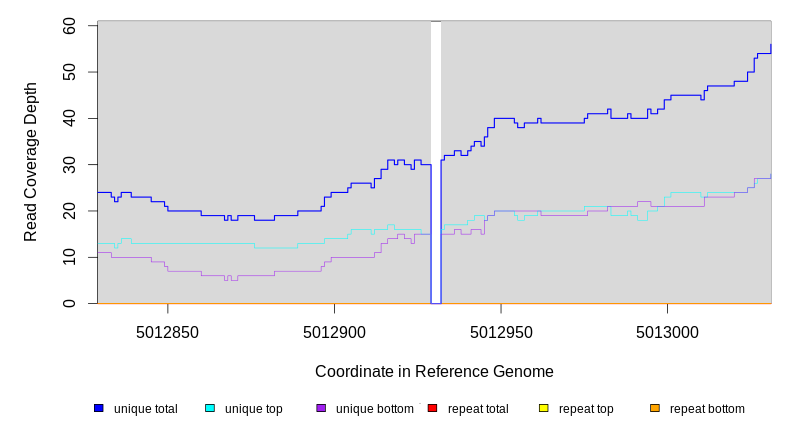 60
50
40
30
20
10
0
Read Coverage Depth
5012850 5012900 5012950 5013000
Coordinate in Reference Genome
unique total unique top unique bottom repeat total repeat top repeat bottom